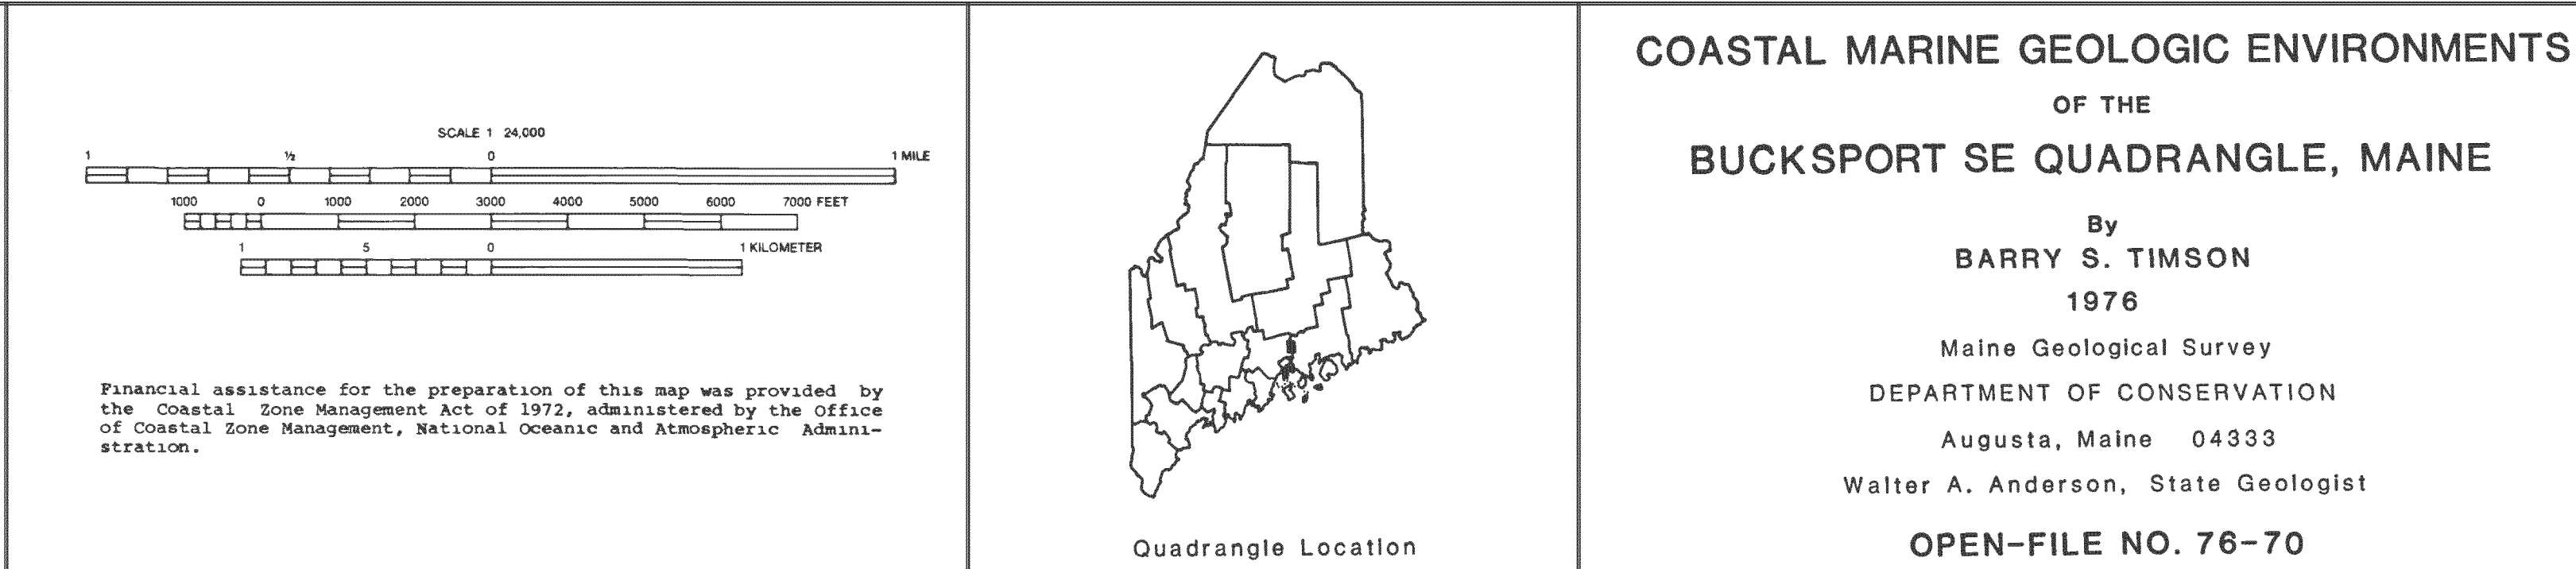 SCALE 1 24,000
1 ½ 0 1 MILE
1000 0 1000 2000 3000 4000 5000 6000 7000 FEET
1 5 0 1 KILOMETER
Financial assistance for the preparation of this map was provided by
the Coastal Zone Management Act of 1972, administered by the Office
of Coastal Zone Management, National Oceanic and Atmospheric Admini-
stration.
Quadrangle Location
COASTAL MARINE GEOLOGIC ENVIRONMENTS
OF THE
BUCKSPORT SE QUADRANGLE, MAINE
By
BARRY S. TIMSON
1976
Maine Geological Survey
DEPARTMENT OF CONSERVATION
Augusta, Maine 04333
Walter A. Anderson, State Geologist
OPEN-FILE NO. 76-70